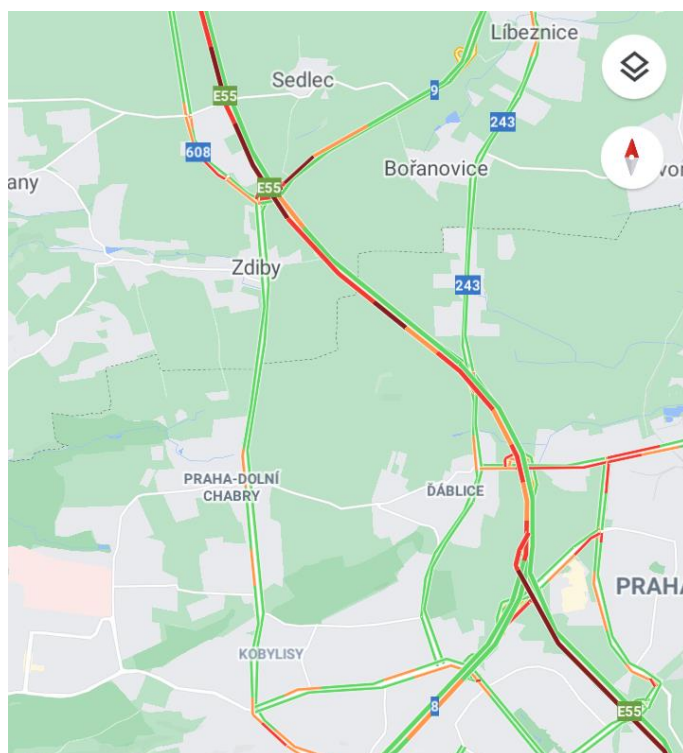 Líbeznice
Sedlec
E55
9
243
608
Bořanovice
any
vor
E55
Zdiby
243
PRAHA-DOLNÍ
CHABRY
ĎÁBLICE
PRAHA
KOBYLISY
8
E55